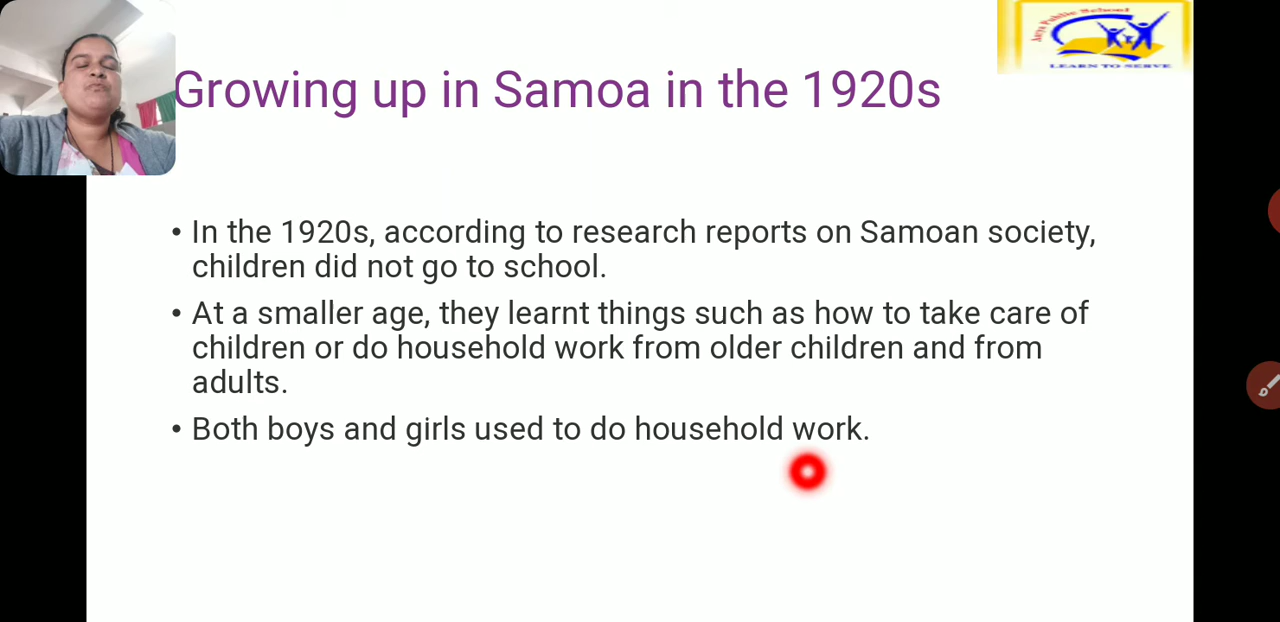 Arya Public School
LEARN TO SERVE
Growing up in Samoa in the 1920s
• In the 1920s, according to research reports on Samoan society,
children did not go to school.
• At a smaller age, they learnt things such as how to take care of
children or do household work from older children and from
adults.
• Both boys and girls used to do household work.